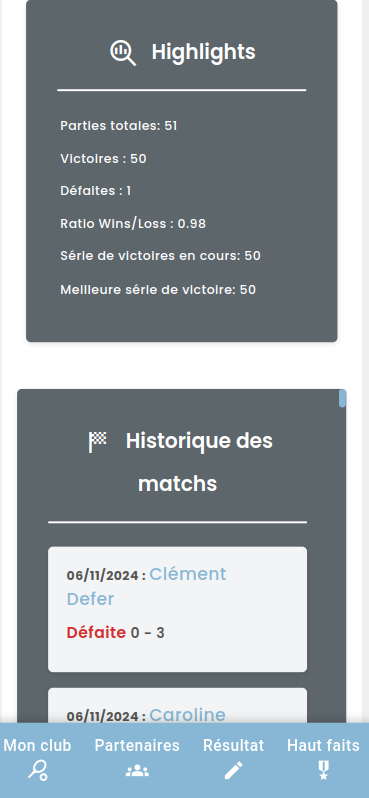 Highlights
Parties totales: 51
Victoires : 50
Défaites : 1
Ratio Wins/Loss : 0.98
Série de victoires en cours: 50
Meilleure série de victoire: 50
Historique des
matchs
06/11/2024 : Clément
Defer
Défaite 0 - 3
06/11/2024 : Caroline
Mon club Partenaires Résultat Haut faits